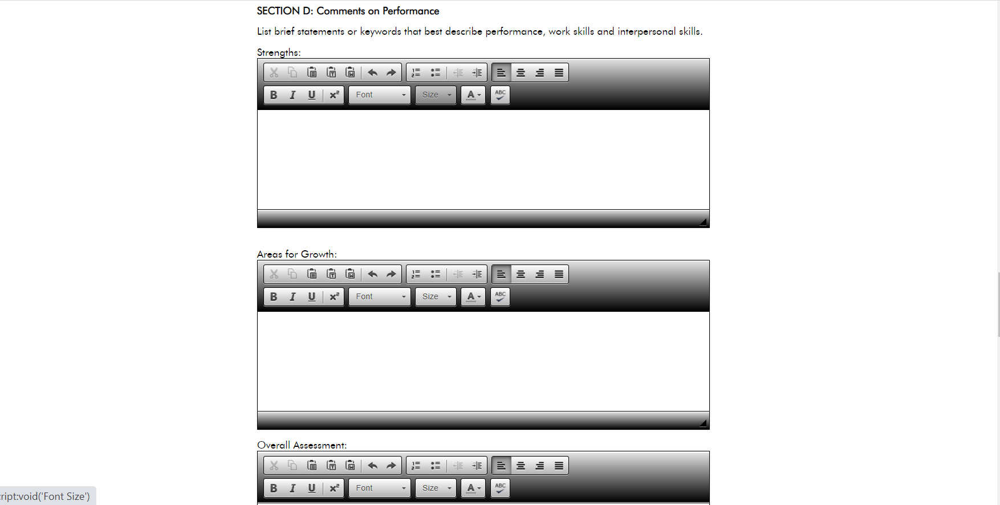 SECTION D: Comments on Performance
List brief statements or keywords that best describe performance, work skills and interpersonal skills.
Strengths:
B I U x² Font Size A ABC
Areas for Growth:
B I U x² Font Size A ABC
Overall Assessment:
B I U x² Font Size A ABC
cript:void('Font Size')